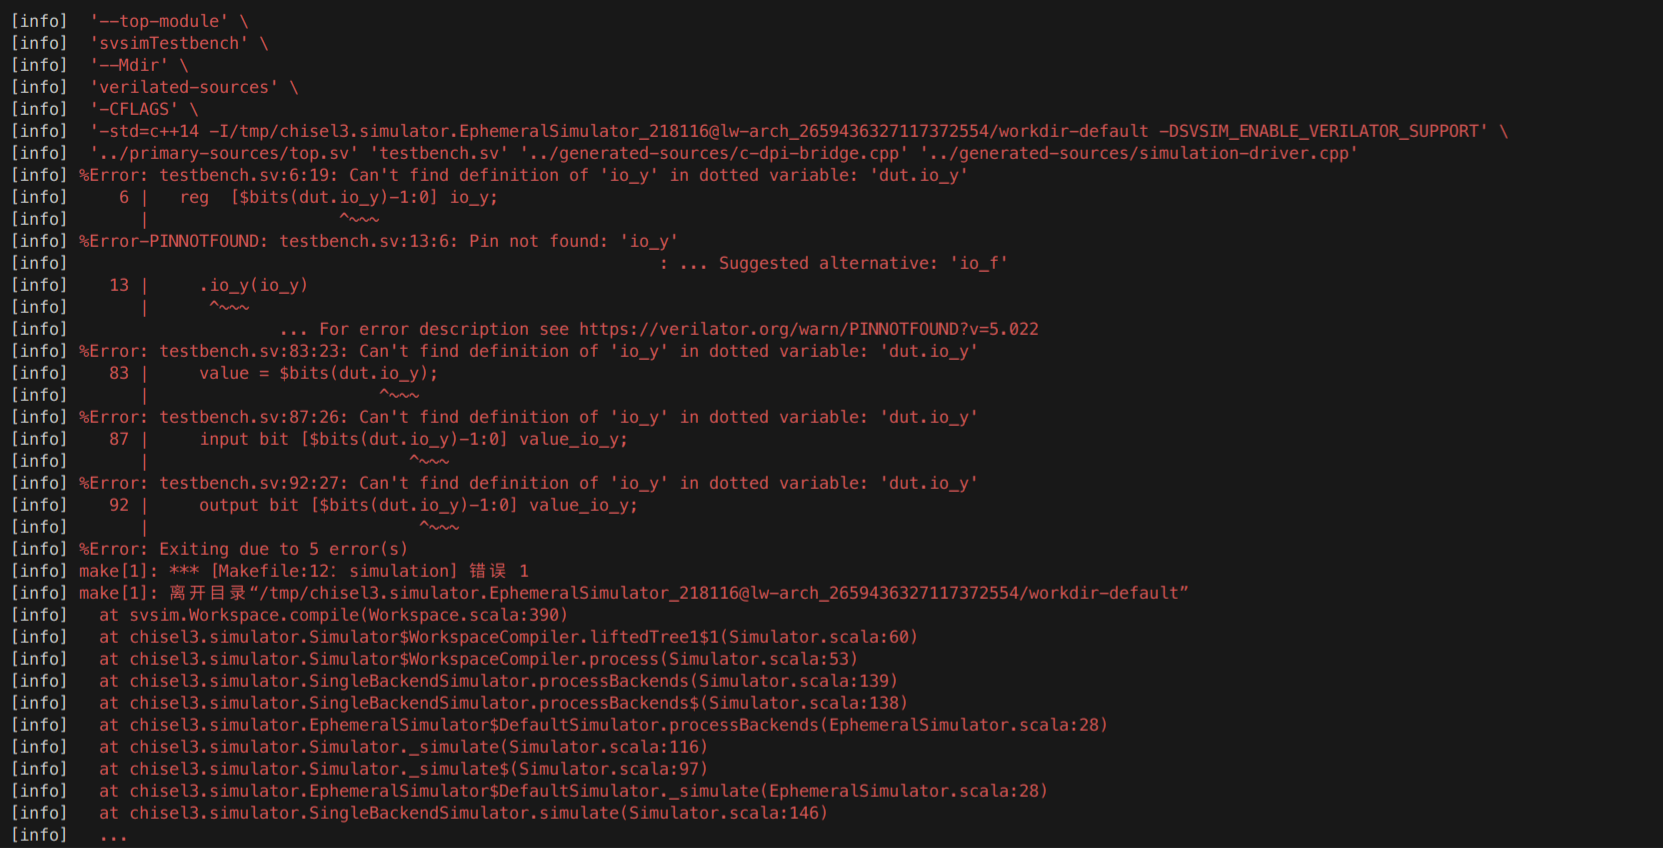 [info]  '--top-module' \
[info]  'svsimTestbench' \
[info]  '--Mdir' \
[info]  'verilated-sources' \
[info]  '-CFLAGS' \
[info]  '-std=c++14 -I/tmp/chisel3.simulator.EphemeralSimulator_218116@lw-arch_2659436327117372554/workdir-default -DSVSIM_ENABLE_VERILATOR_SUPPORT' \
[info]  '../primary-sources/top.sv' 'testbench.sv' '../generated-sources/c-dpi-bridge.cpp' '../generated-sources/simulation-driver.cpp'
[info] %Error: testbench.sv:6:19: Can't find definition of 'io_y' in dotted variable: 'dut.io_y'
[info]     6 |   reg  [$bits(dut.io_y)-1:0] io_y;
[info]       |                   ^~~~
[info] %Error-PINNOTFOUND: testbench.sv:13:6: Pin not found: 'io_y'
[info]                                                           : ... Suggested alternative: 'io_f'
[info]    13 |     .io_y(io_y)
[info]       |      ^~~~
[info]                     ... For error description see https://verilator.org/warn/PINNOTFOUND?v=5.022
[info] %Error: testbench.sv:83:23: Can't find definition of 'io_y' in dotted variable: 'dut.io_y'
[info]    83 |     value = $bits(dut.io_y);
[info]       |                       ^~~~
[info] %Error: testbench.sv:87:26: Can't find definition of 'io_y' in dotted variable: 'dut.io_y'
[info]    87 |     input bit [$bits(dut.io_y)-1:0] value_io_y;
[info]       |                          ^~~~
[info] %Error: testbench.sv:92:27: Can't find definition of 'io_y' in dotted variable: 'dut.io_y'
[info]    92 |     output bit [$bits(dut.io_y)-1:0] value_io_y;
[info]       |                           ^~~~
[info] %Error: Exiting due to 5 error(s)
[info] make[1]: *** [Makefile:12：simulation] 错误 1
[info] make[1]: 离开目录“/tmp/chisel3.simulator.EphemeralSimulator_218116@lw-arch_2659436327117372554/workdir-default”
[info]   at svsim.Workspace.compile(Workspace.scala:390)
[info]   at chisel3.simulator.Simulator$WorkspaceCompiler.liftedTree1$1(Simulator.scala:60)
[info]   at chisel3.simulator.Simulator$WorkspaceCompiler.process(Simulator.scala:53)
[info]   at chisel3.simulator.SingleBackendSimulator.processBackends(Simulator.scala:139)
[info]   at chisel3.simulator.SingleBackendSimulator.processBackends$(Simulator.scala:138)
[info]   at chisel3.simulator.EphemeralSimulator$DefaultSimulator.processBackends(EphemeralSimulator.scala:28)
[info]   at chisel3.simulator.Simulator._simulate(Simulator.scala:116)
[info]   at chisel3.simulator.Simulator._simulate$(Simulator.scala:97)
[info]   at chisel3.simulator.EphemeralSimulator$DefaultSimulator._simulate(EphemeralSimulator.scala:28)
[info]   at chisel3.simulator.SingleBackendSimulator.simulate(Simulator.scala:146)
[info]   ...